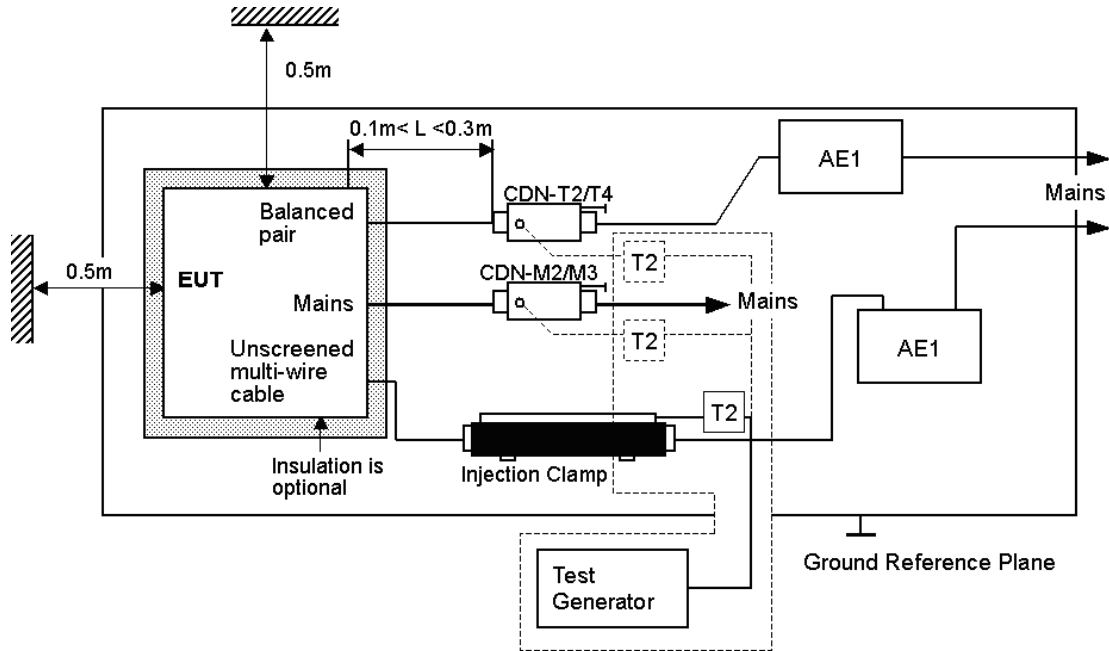 0.5m
0.1m< L <0.3m
AE1
Mains
CDN-T2/T4
Balanced
pair
T2
0.5m
EUT
CDN-M2/M3
Mains
Mains
T2
AE1
Unscreened
multi-wire
cable
T2
Insulation is
optional
Injection Clamp
Ground Reference Plane
Test
Generator